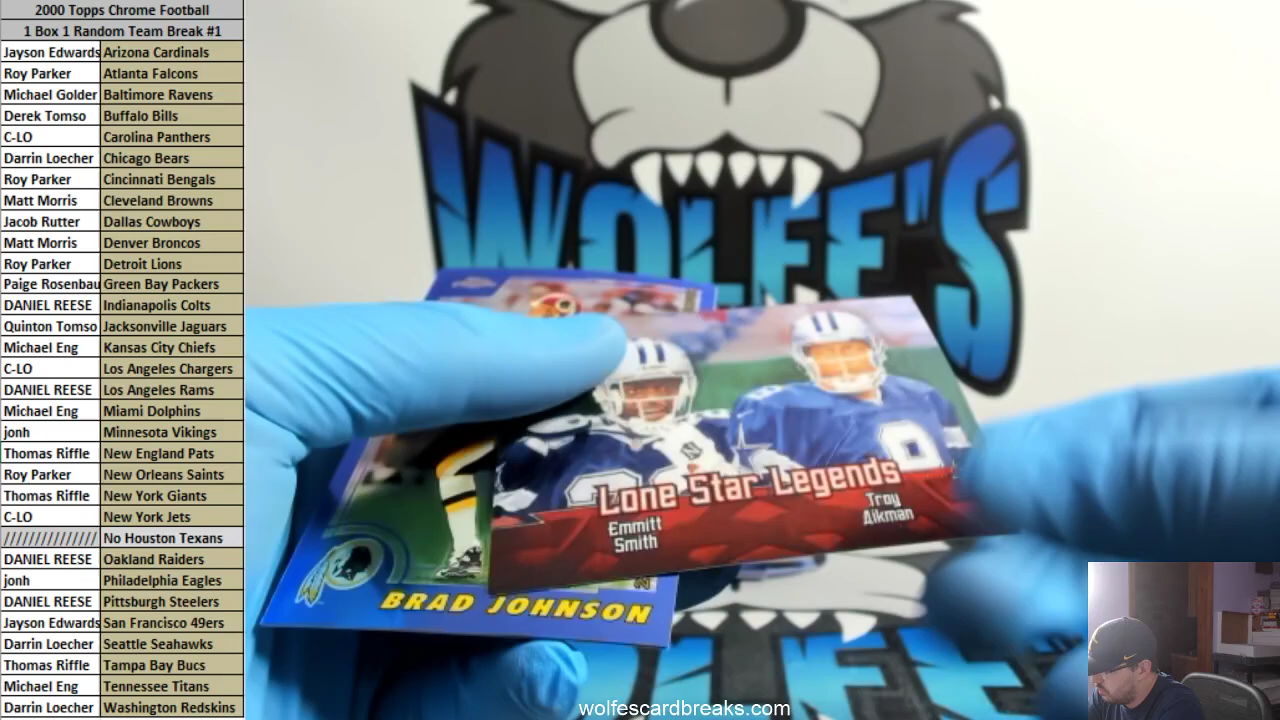 2000 Topps Chrome Football
1 Box 1 Random Team Break #1
Jayson Edwards Arizona Cardinals
Roy Parker Atlanta Falcons
Michael Golder Baltimore Ravens
Derek Tomso Buffalo Bills
C-LO Carolina Panthers
Darrin Loecher Chicago Bears
Roy Parker Cincinnati Bengals
Matt Morris Cleveland Browns
Jacob Rutter Dallas Cowboys
Matt Morris Denver Broncos
Roy Parker Detroit Lions
Paige Rosenbau Green Bay Packers
DANIEL REESE Indianapolis Colts
Quinton Tomso Jacksonville Jaguars
Michael Eng Kansas City Chiefs
C-LO Los Angeles Chargers
DANIEL REESE Los Angeles Rams
Michael Eng Miami Dolphins
jonh Minnesota Vikings
Thomas Riffle New England Pats
Roy Parker New Orleans Saints
Thomas Riffle New York Giants
C-LO New York Jets
/////////////// No Houston Texans
DANIEL REESE Oakland Raiders
jonh Philadelphia Eagles
DANIEL REESE Pittsburgh Steelers
Jayson Edwards San Francisco 49ers
Darrin Loecher Seattle Seahawks
Thomas Riffle Tampa Bay Bucs
Michael Eng Tennessee Titans
Darrin Loecher Washington Redskins
WOLFE'S
Lone Star Legends
Emmitt
Smith
Troy
Aikman
8
BRAD JOHNSON
wolfescardbreaks.com